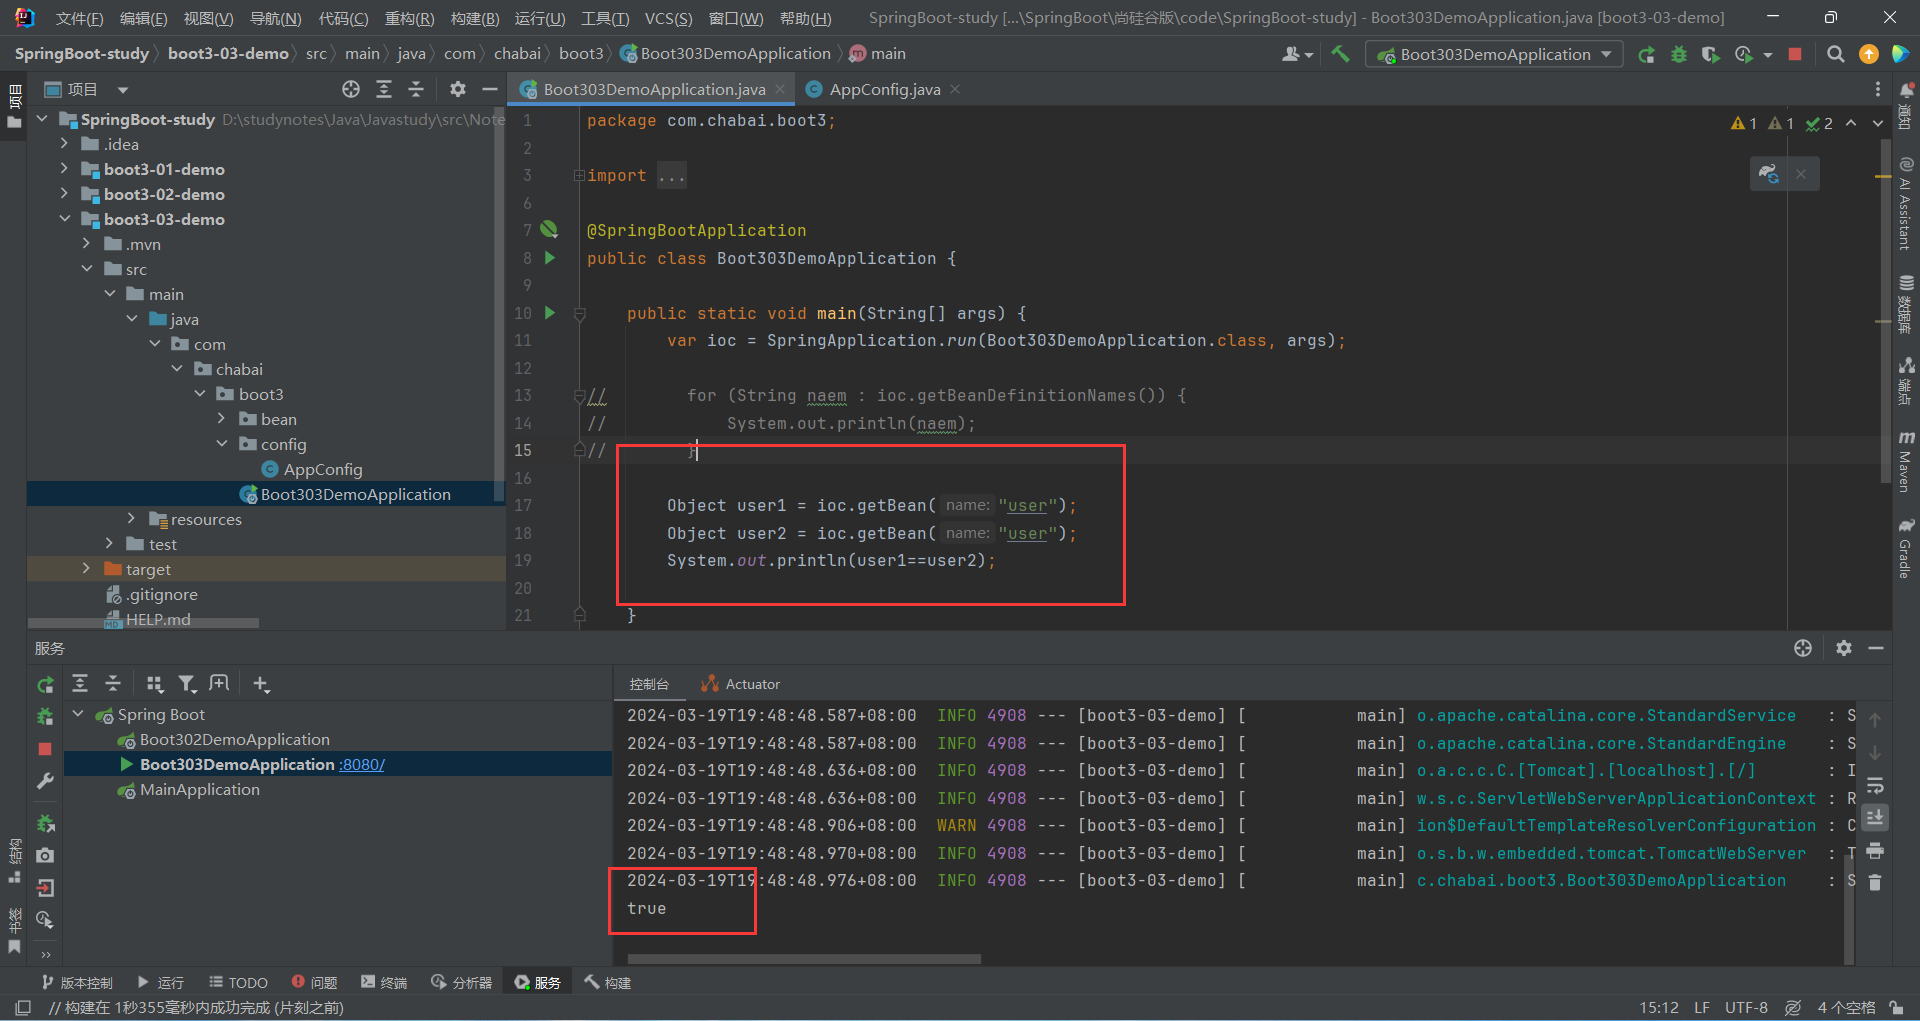 文件(F) 编辑(E) 视图(V) 导航(N) 代码(C) 重构(R) 构建(B) 运行(U) 工具(T) VCS(S) 窗口(W) 帮助(H) SpringBoot-study [...\SpringBoot\尚硅谷版\code\SpringBoot-study] - Boot303DemoApplication.java [boot3-03-demo]
SpringBoot-study boot3-03-demo src main java com chabai boot3 Boot303DemoApplication main Boot303DemoApplication
项目
Boot303DemoApplication.java AppConfig.java
SpringBoot-study D:\studynotes\Java\Javastudy\src\Note
.idea
boot3-01-demo
boot3-02-demo
boot3-03-demo
.mvn
src
main
java
com
chabai
boot3
bean
config
AppConfig
Boot303DemoApplication
resources
test
target
.gitignore
HELP.md
1 package com.chabai.boot3;
2
3 import ...
6
7 @SpringBootApplication
8 public class Boot303DemoApplication {
9
10 public static void main(String[] args) {
11 var ioc = SpringApplication.run(Boot303DemoApplication.class, args);
12
13 // for (String naem : ioc.getBeanDefinitionNames()) {
14 // System.out.println(naem);
15 // }
16
17 Object user1 = ioc.getBean( name: "user");
18 Object user2 = ioc.getBean( name: "user");
19 System.out.println(user1==user2);
20
21 }
1 1 2
项目
结构
书签
通知
AI Assistant
数据库
端点
m Maven
Gradle
服务
Spring Boot
Boot302DemoApplication
Boot303DemoApplication :8080/
MainApplication
控制台 Actuator
2024-03-19T19:48:48.587+08:00 INFO 4908 --- [boot3-03-demo] [ main] o.apache.catalina.core.StandardService : S
2024-03-19T19:48:48.587+08:00 INFO 4908 --- [boot3-03-demo] [ main] o.apache.catalina.core.StandardEngine : S
2024-03-19T19:48:48.636+08:00 INFO 4908 --- [boot3-03-demo] [ main] o.a.c.c.C.[Tomcat].[localhost].[/] : I
2024-03-19T19:48:48.636+08:00 INFO 4908 --- [boot3-03-demo] [ main] w.s.c.ServletWebServerApplicationContext : R
2024-03-19T19:48:48.906+08:00 WARN 4908 --- [boot3-03-demo] [ main] ion$DefaultTemplateResolverConfiguration : C
2024-03-19T19:48:48.970+08:00 INFO 4908 --- [boot3-03-demo] [ main] o.s.b.w.embedded.tomcat.TomcatWebServer : T
2024-03-19T19:48:48.976+08:00 INFO 4908 --- [boot3-03-demo] [ main] c.chabai.boot3.Boot303DemoApplication : S
true
版本控制 运行 TODO 问题 终端 分析器 服务 构建
// 构建在 1秒355毫秒内成功完成 (片刻之前) 15:12 LF UTF-8 4 个空格